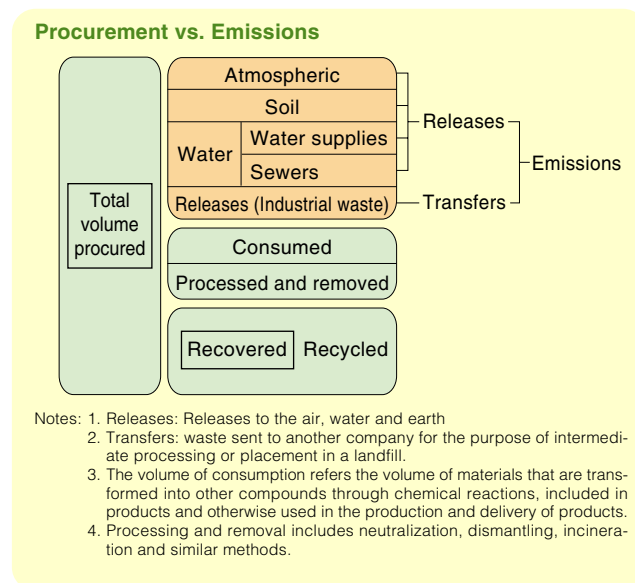 Procurement vs. Emissions
Total
volume
procured
Atmospheric
Soil
Water
Water supplies
Sewers
Releases (Industrial waste)
Releases
Transfers
Emissions
Consumed
Processed and removed
Recovered Recycled
Notes: 1. Releases: Releases to the air, water and earth
2. Transfers: waste sent to another company for the purpose of intermedi-
ate processing or placement in a landfill.
3. The volume of consumption refers the volume of materials that are trans-
formed into other compounds through chemical reactions, included in
products and otherwise used in the production and delivery of products.
4. Processing and removal includes neutralization, dismantling, incinera-
tion and similar methods.